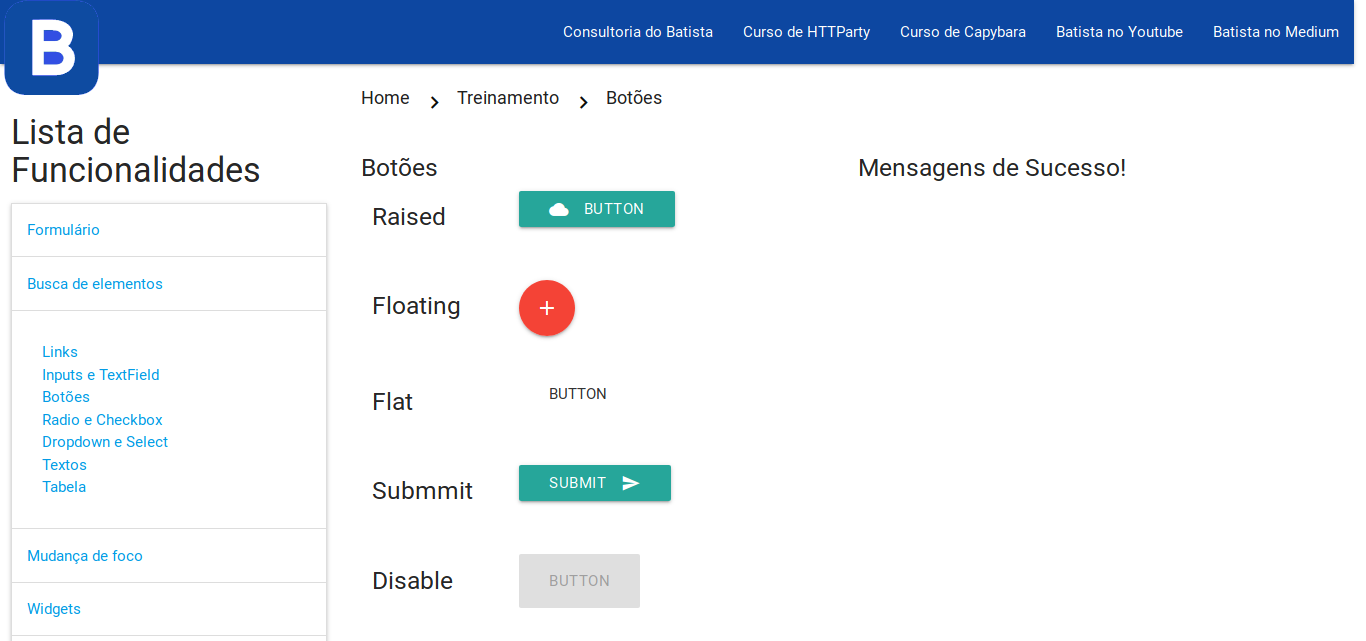 B
Consultoria do Batista
Curso de HTTParty
Curso de Capybara
Batista no Youtube
Batista no Medium
Lista de
Funcionalidades
Formulário
Busca de elementos
Links
Inputs e TextField
Botões
Radio e Checkbox
Dropdown e Select
Textos
Tabela
Mudança de foco
Widgets
Home
Treinamento
Botões
Botões
Raised
BUTTON
Floating
Flat
BUTTON
Submmit
SUBMIT
Disable
BUTTON
Mensagens de Sucesso!